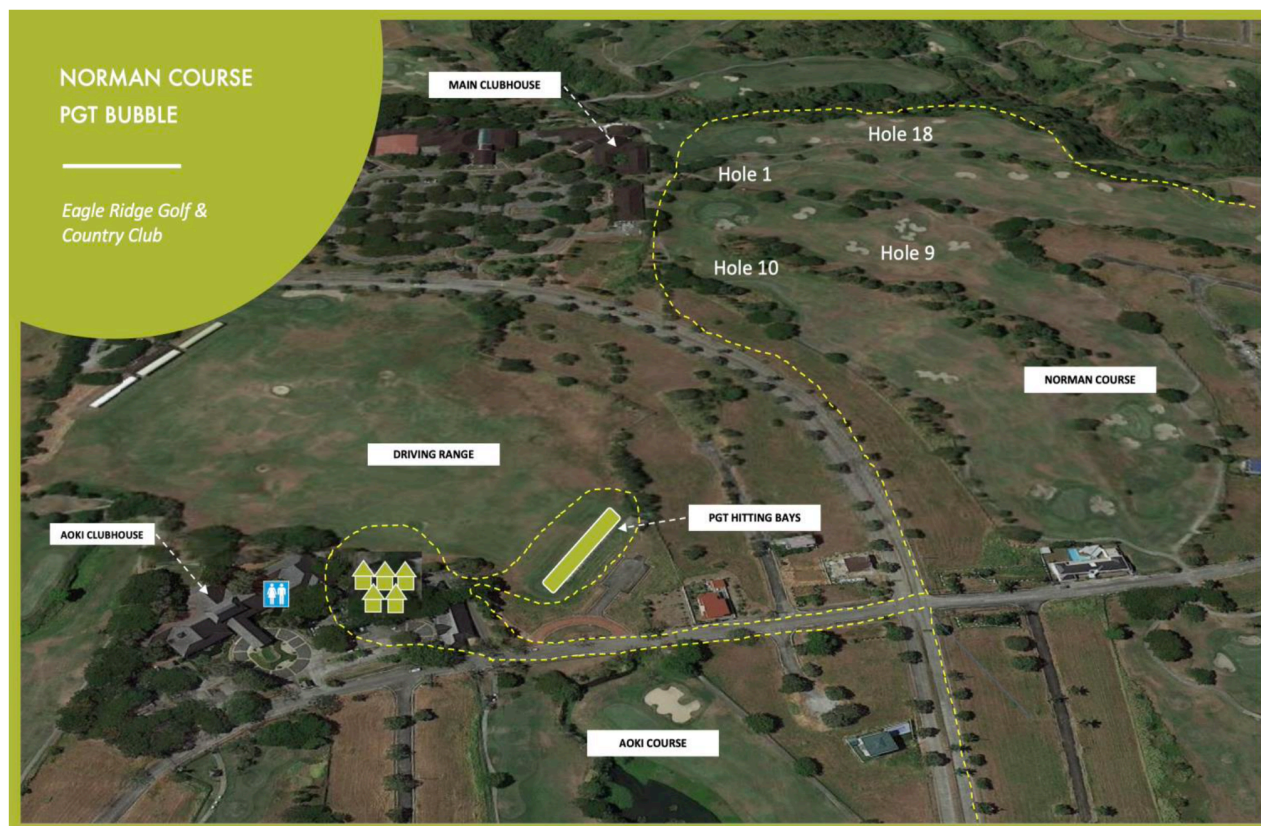 NORMAN COURSE
PGT BUBBLE
Eagle Ridge Golf &
Country Club
MAIN CLUBHOUSE
Hole 18
Hole 1
Hole 9
Hole 10
NORMAN COURSE
DRIVING RANGE
PGT HITTING BAYS
AOKI CLUBHOUSE
AOKI COURSE